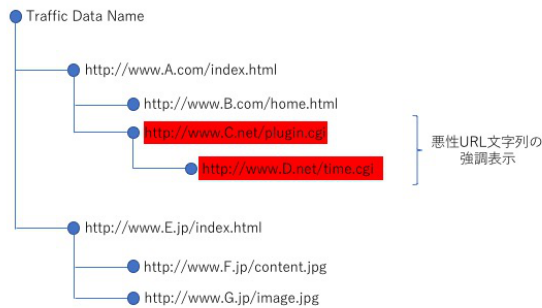 Traffic Data Name
http://www.A.com/index.html
http://www.B.com/home.html
http://www.C.net/plugin.cgi
http://www.D.net/time.cgi
悪性URL文字列の
強調表示
http://www.E.jp/index.html
http://www.F.jp/content.jpg
http://www.G.jp/image.jpg